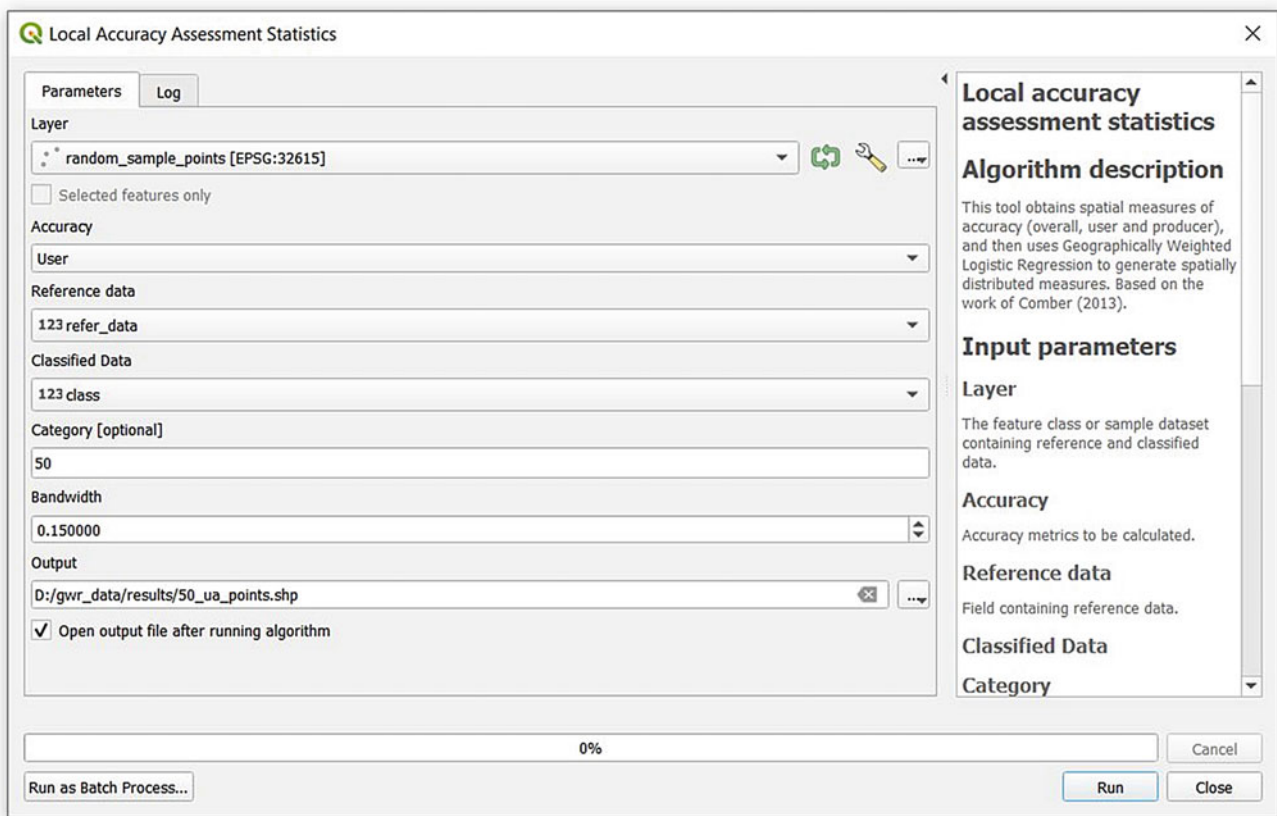 Local Accuracy Assessment Statistics
Parameters
Log
Layer
random_sample_points [EPSG:32615]
Selected features only
Accuracy
User
Reference data
123 refer_data
Classified Data
123 class
Category [optional]
50
Bandwidth
0.150000
Output
D:/gwr_data/results/50_ua_points.shp
Open output file after running algorithm
Local accuracy
assessment statistics
Algorithm description
This tool obtains spatial measures of
accuracy (overall, user and producer),
and then uses Geographically Weighted
Logistic Regression to generate spatially
distributed measures. Based on the
work of Comber (2013).
Input parameters
Layer
The feature class or sample dataset
containing reference and classified
data.
Accuracy
Accuracy metrics to be calculated.
Reference data
Field containing reference data.
Classified Data
Category
0%
Cancel
Run as Batch Process...
Run
Close